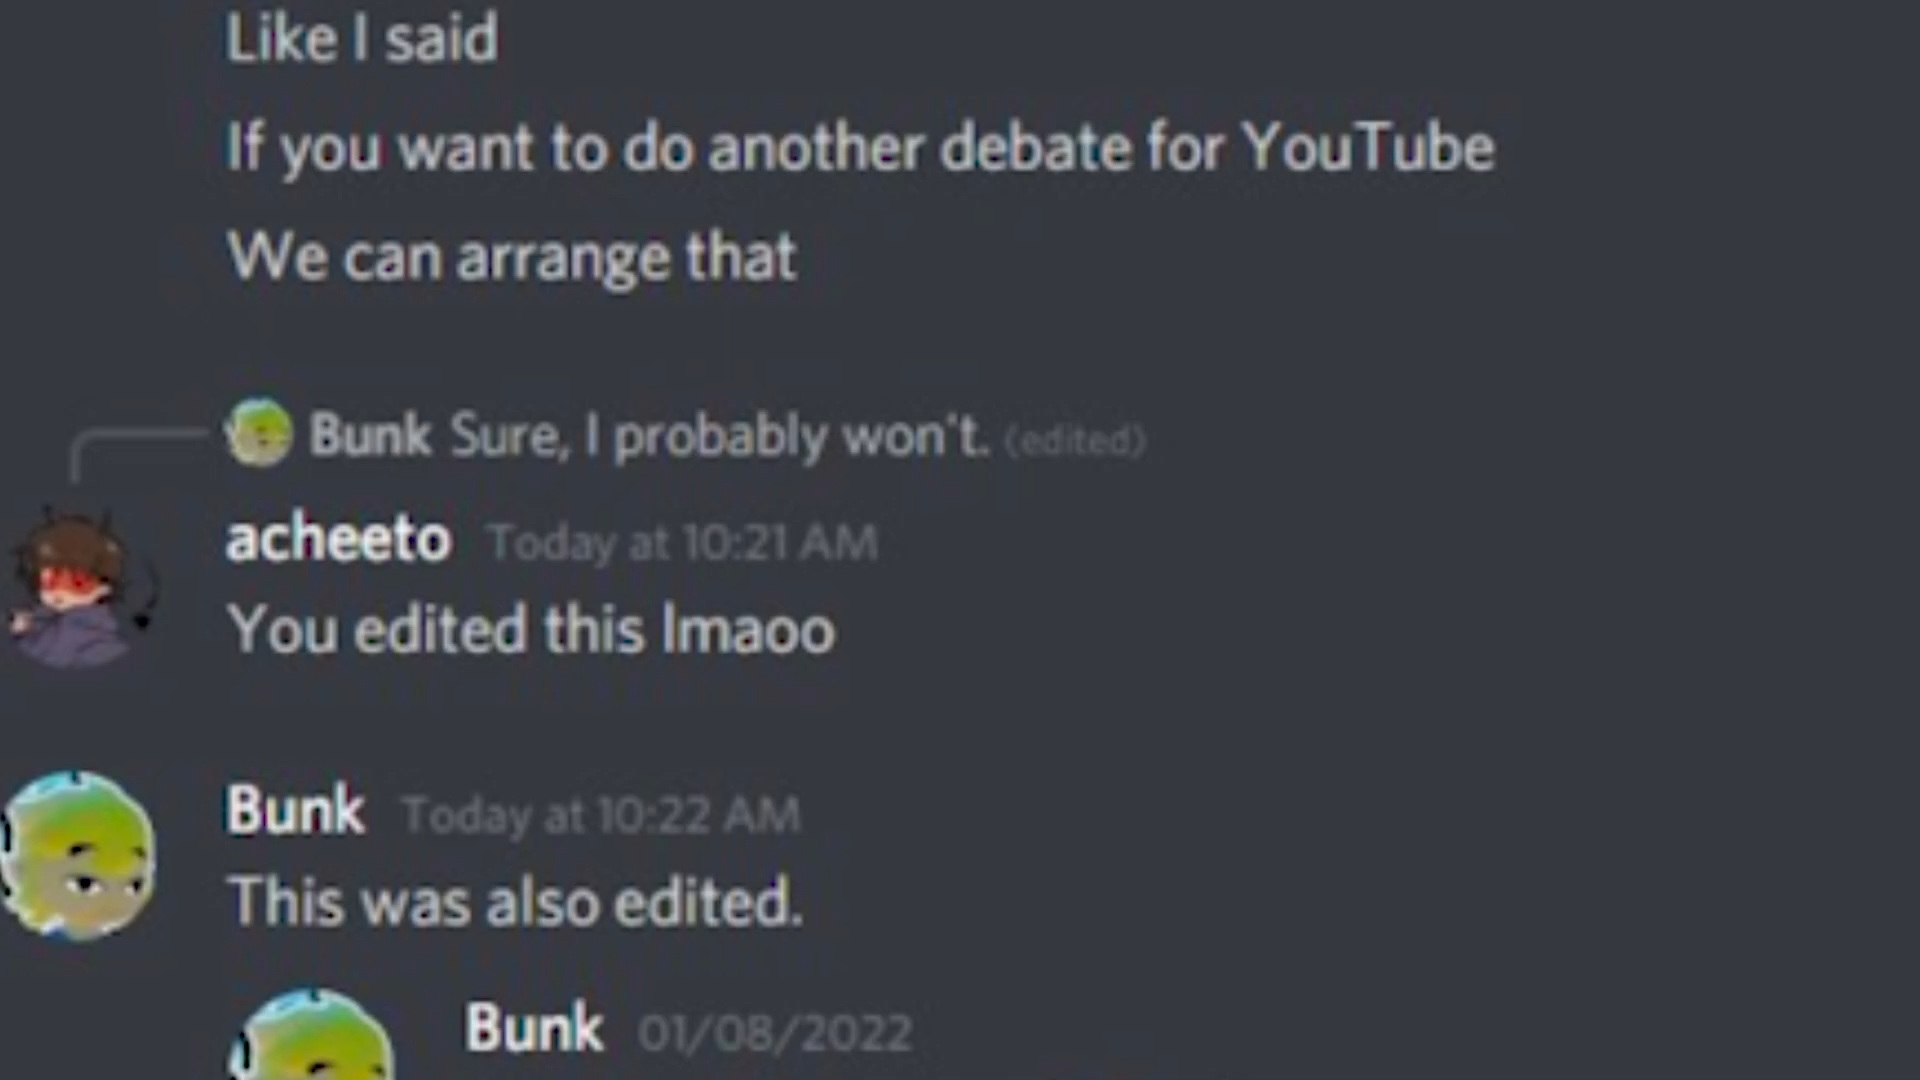 Like I said
If you want to do another debate for YouTube
We can arrange that
Bunk Sure, I probably won't. (edited)
acheeto Today at 10:21 AM
You edited this lmaoo
Bunk Today at 10:22 AM
This was also edited.
Bunk 01/08/2022